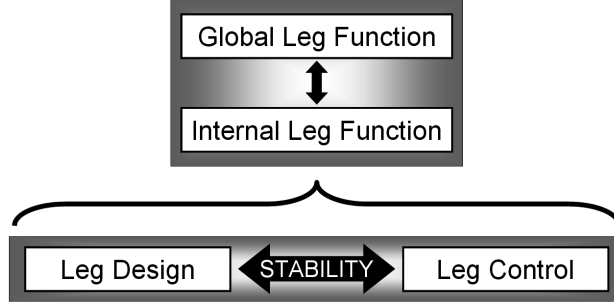 Global Leg Function
Internal Leg Function
Leg Design
STABILITY
Leg Control